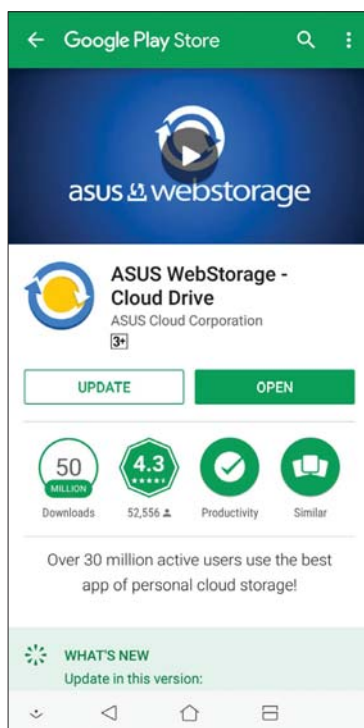 Google Play Store
asus webstorage
ASUS WebStorage -
Cloud Drive
ASUS Cloud Corporation
3+
UPDATE OPEN
50
MILLION
4.3
Downloads 52,556 Productivity Similar
Over 30 million active users use the best
app of personal cloud storage!
WHAT'S NEW
Update in this version: